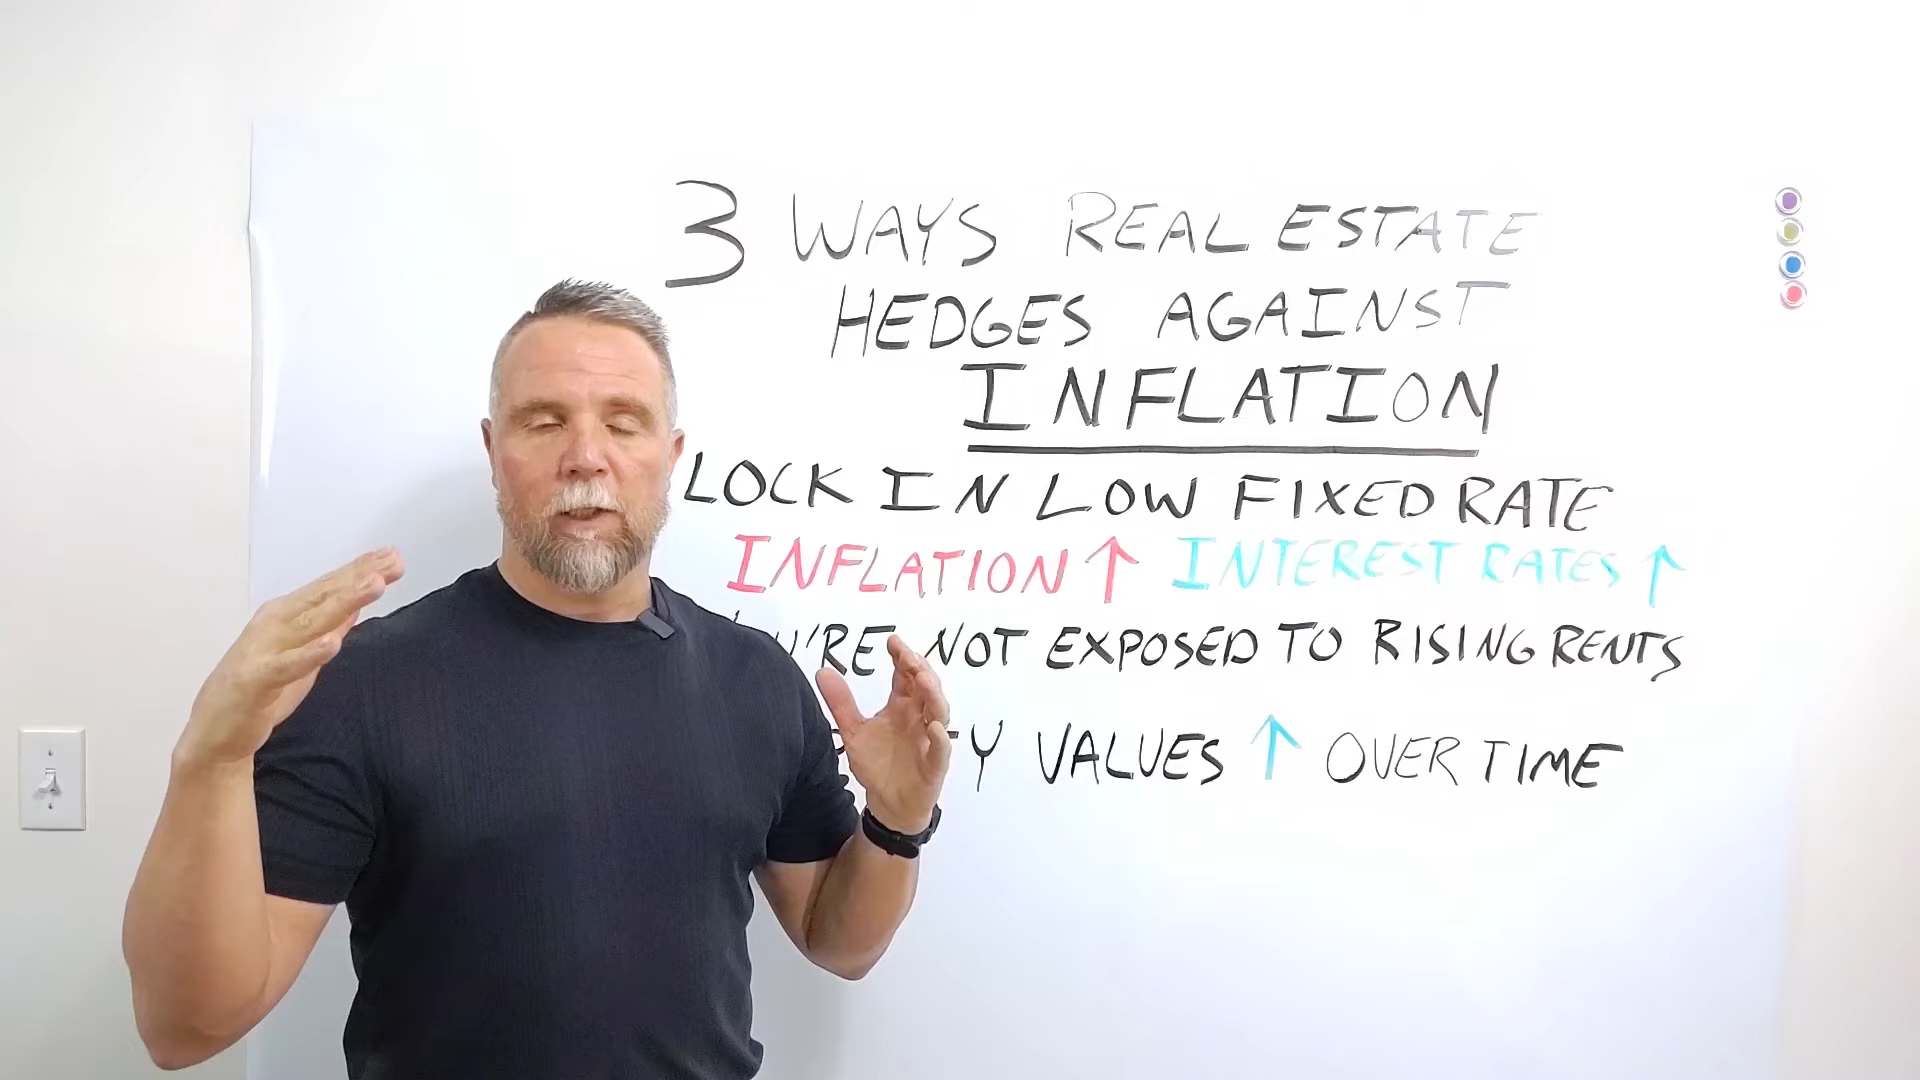 3 WAYS REAL ESTATE
HEDGES AGAINST
INFLATION
LOCK IN LOW FIXED RATE
INFLATION ↑ INTEREST RATES ↑
NOT EXPOSED TO RISING RENTS
VALUES ↑ OVER TIME